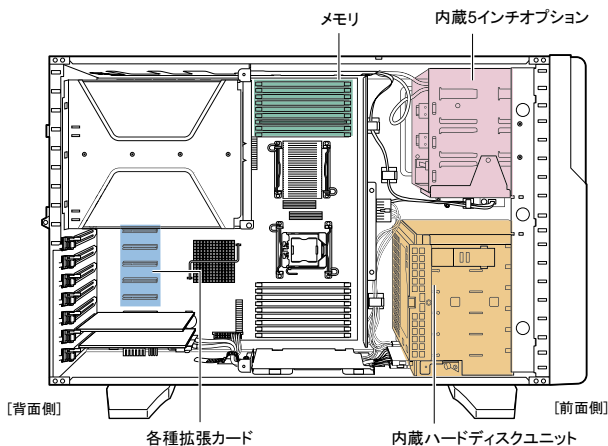 メモリ
内蔵5インチオプション
[背面側]
[前面側]
各種拡張カード
内蔵ハードディスクユニット